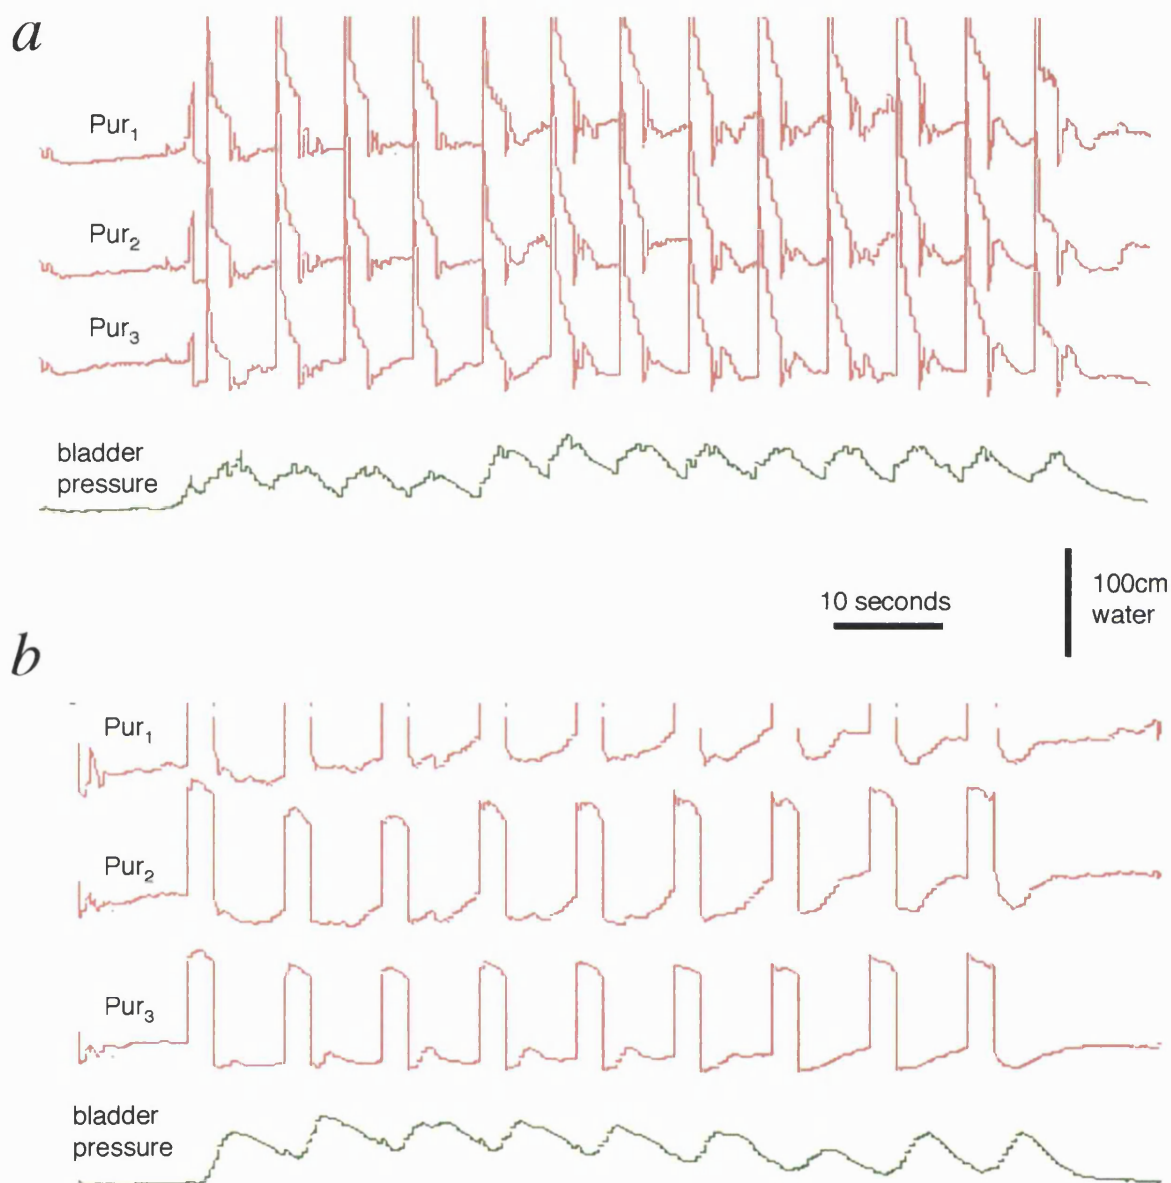 a
Pur₁
Pur₂
Pur₃
bladder
pressure
10 seconds
100cm
water
b
Pur₁
Pur₂
Pur₃
bladder
pressure